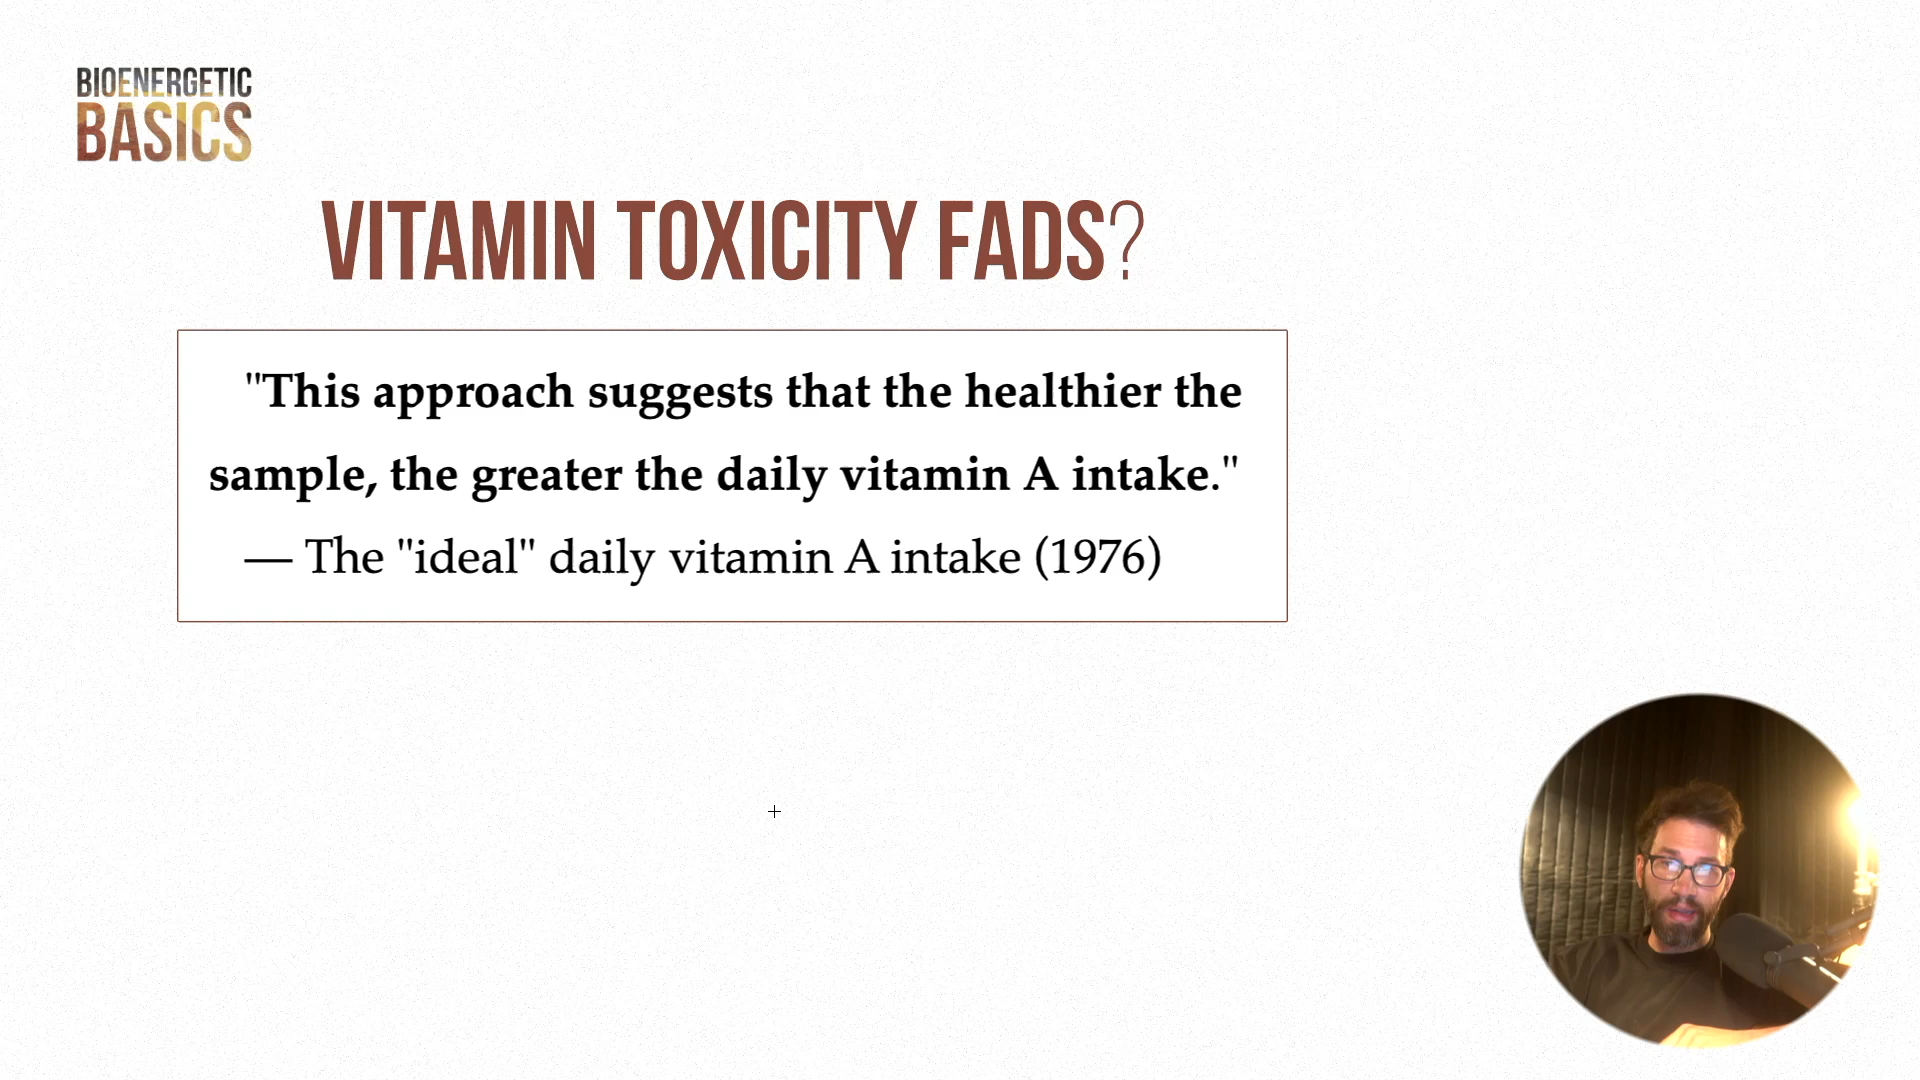 BIOENERGETIC
BASICS
VITAMIN TOXICITY FADS?
"This approach suggests that the healthier the
sample, the greater the daily vitamin A intake."
— The "ideal" daily vitamin A intake (1976)